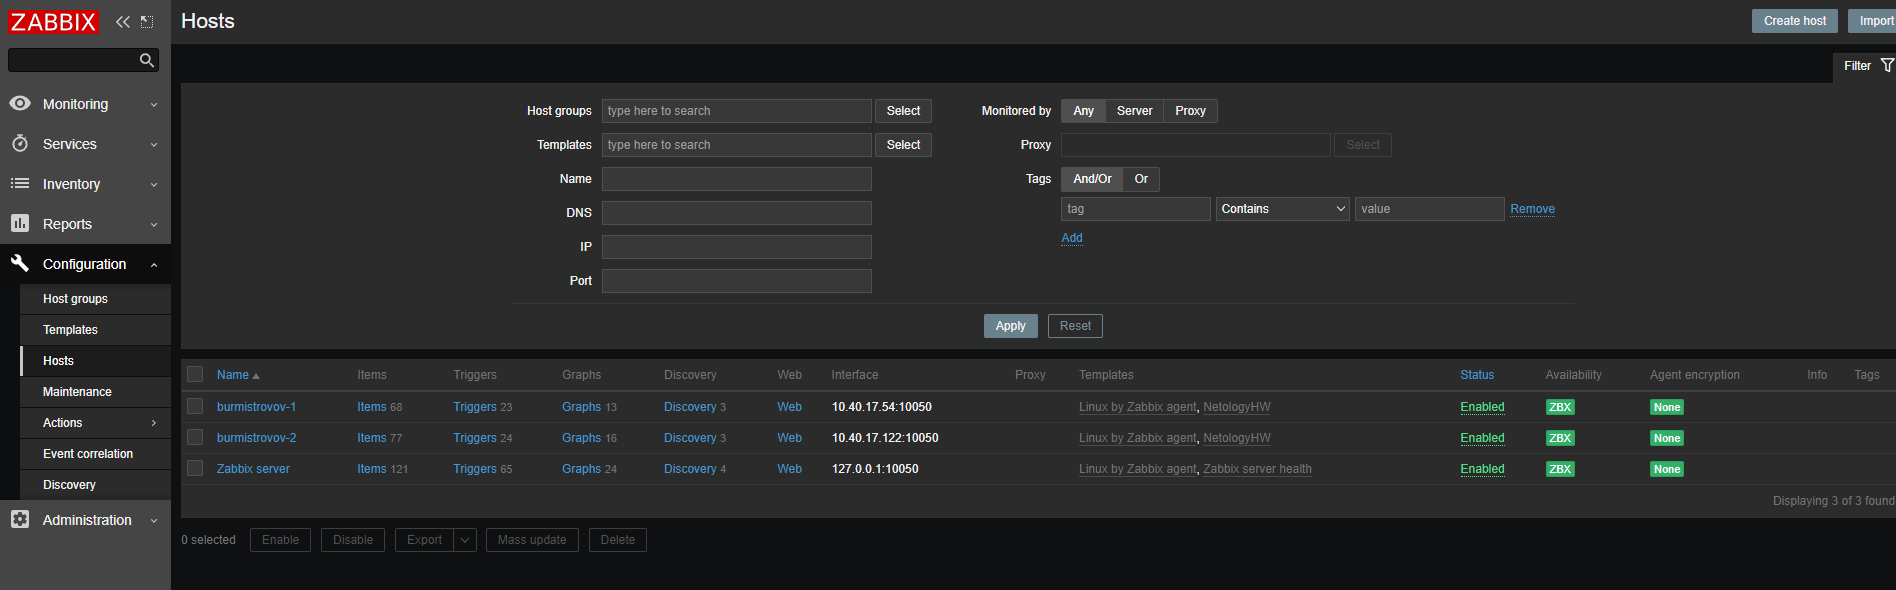 ZABBIX
Hosts
Create host
Import
Filter
Monitoring
Services
Inventory
Reports
Configuration
Host groups
Templates
Hosts
Maintenance
Actions
Event correlation
Discovery
Administration
Host groups type here to search Select
Templates type here to search Select
Name
DNS
IP
Port
Monitored by Any Server Proxy
Proxy Select
Tags And/Or Or
tag Contains value Remove
Add
Apply Reset
Name Items Triggers Graphs Discovery Web Interface Proxy Templates Status Availability Agent encryption Info Tags
burmistrovov-1 Items 68 Triggers 23 Graphs 13 Discovery 3 Web 10.40.17.54:10050 Linux by Zabbix agent, NetologyHW Enabled ZBX None
burmistrovov-2 Items 77 Triggers 24 Graphs 16 Discovery 3 Web 10.40.17.122:10050 Linux by Zabbix agent, NetologyHW Enabled ZBX None
Zabbix server Items 121 Triggers 65 Graphs 24 Discovery 4 Web 127.0.0.1:10050 Linux by Zabbix agent, Zabbix server health Enabled ZBX None
Displaying 3 of 3 found
0 selected Enable Disable Export Mass update Delete